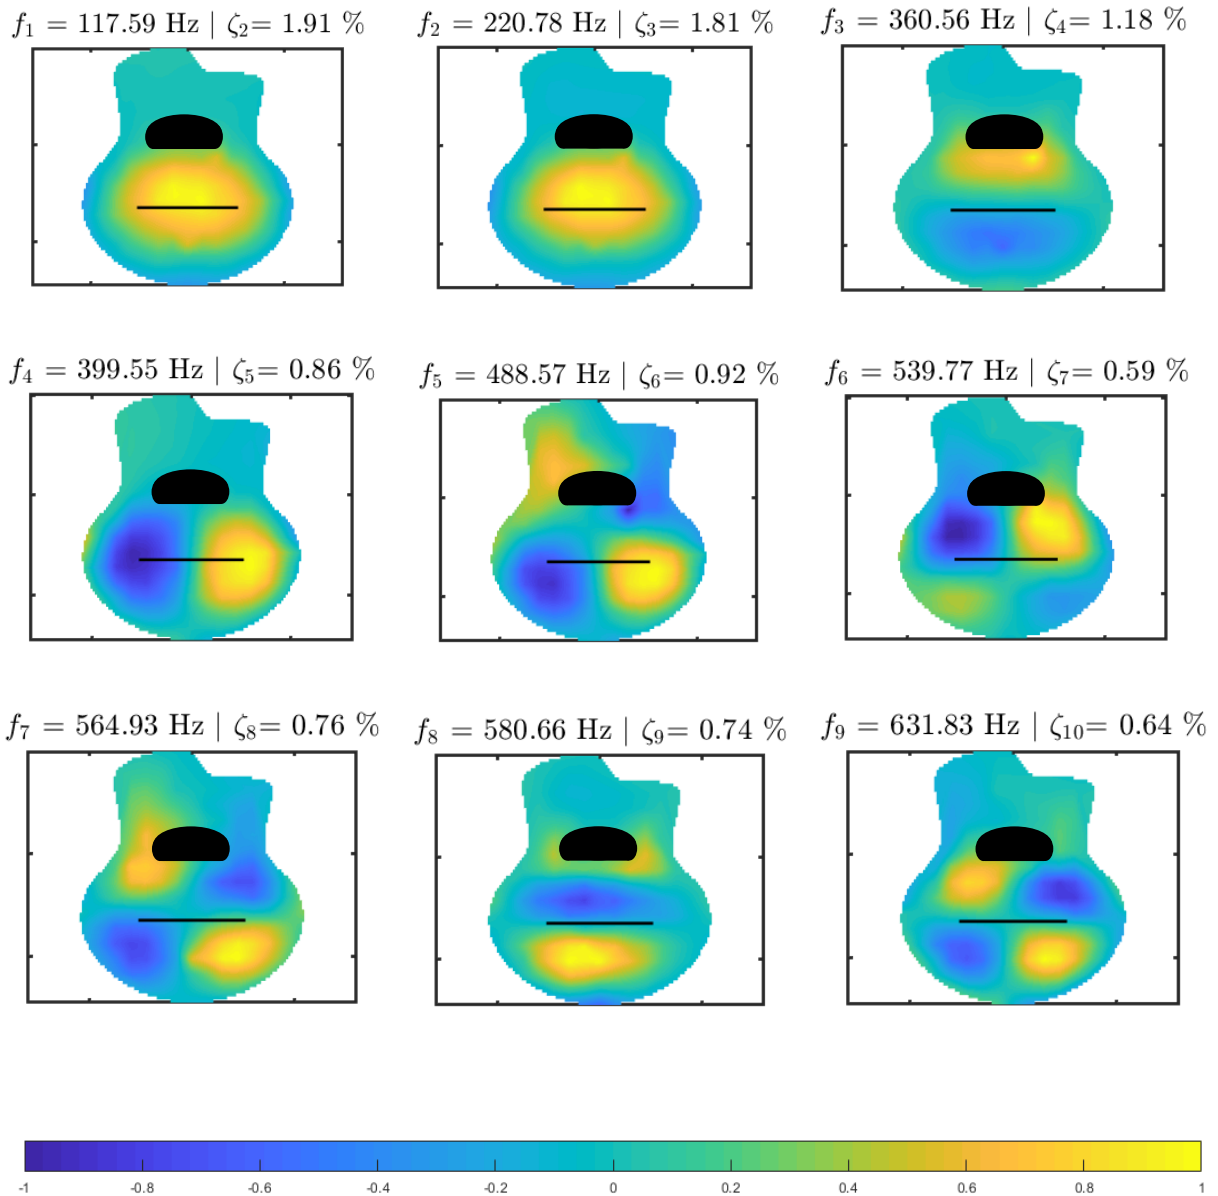 f₁ = 117.59 Hz | ζ₂= 1.91 %
f₂ = 220.78 Hz | ζ₃= 1.81 %
f₃ = 360.56 Hz | ζ₄= 1.18 %
f₄ = 399.55 Hz | ζ₅= 0.86 %
f₅ = 488.57 Hz | ζ₆= 0.92 %
f₆ = 539.77 Hz | ζ₇= 0.59 %
f₇ = 564.93 Hz | ζ₈= 0.76 %
f₈ = 580.66 Hz | ζ₉= 0.74 %
f₉ = 631.83 Hz | ζ₁₀= 0.64 %
-1 -0.8 -0.6 -0.4 -0.2 0 0.2 0.4 0.6 0.8 1